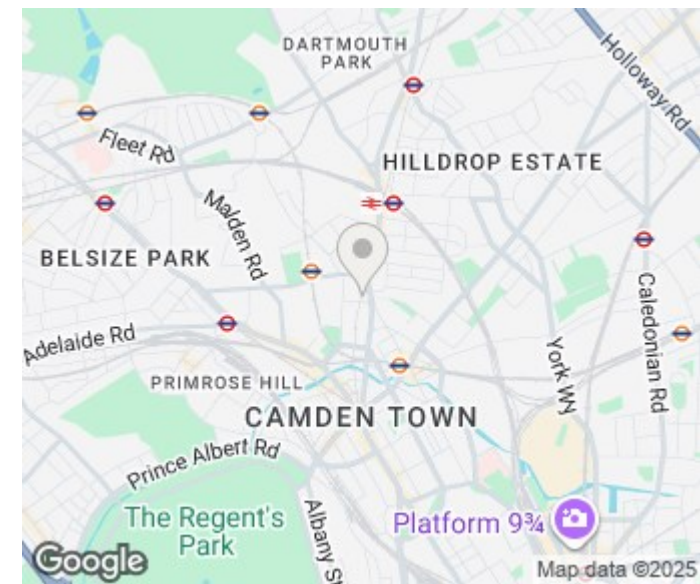 DARTMOUTH
PARK
Holloway Rd
Fleet Rd
HILLDROP ESTATE
Malden Rd
BELSIZE PARK
Caledonian Rd
Adelaide Rd
York Wy
PRIMROSE HILL
CAMDEN TOWN
Prince Albert Rd
Albany St
The Regent's
Park
Platform 9¾
Google
Map data ©2025